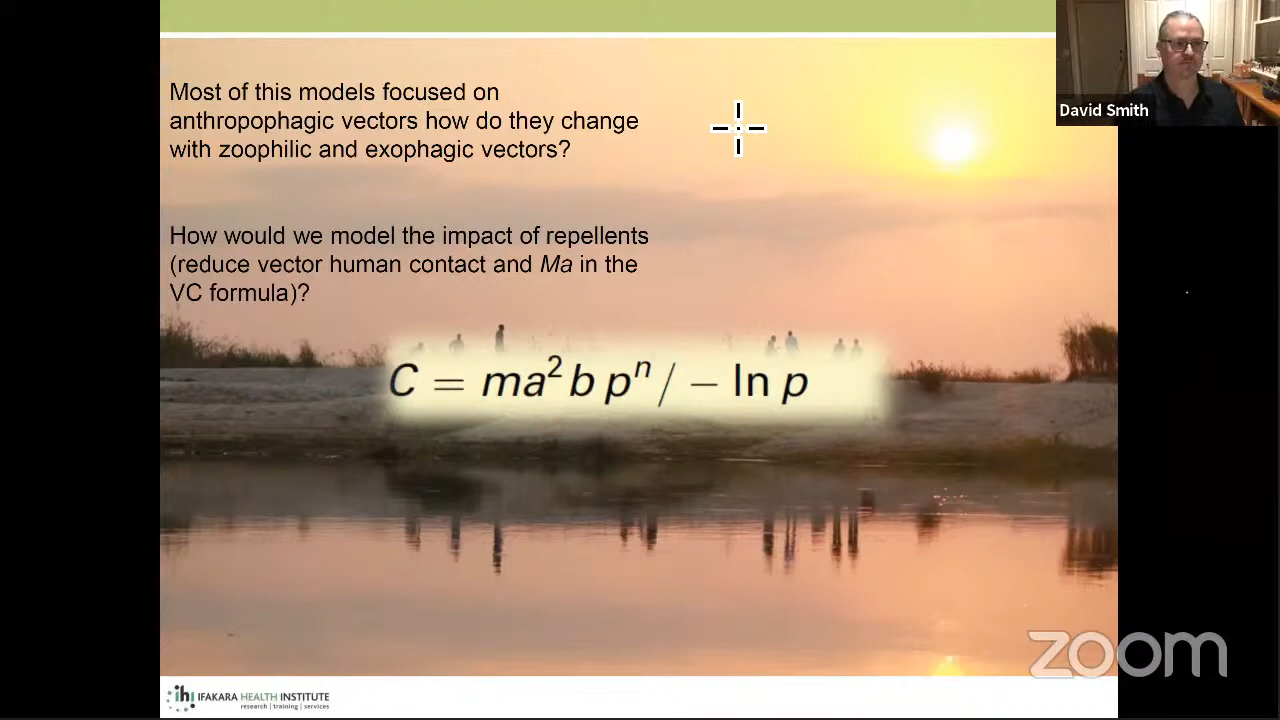 Most of this models focused on
anthropophagic vectors how do they change
with zoophilic and exophagic vectors?
How would we model the impact of repellents
(reduce vector human contact and Ma in the
VC formula)?
C = ma² b pⁿ / − ln p
David Smith
zoom
ihi IFAKARA HEALTH INSTITUTE
research | training | services